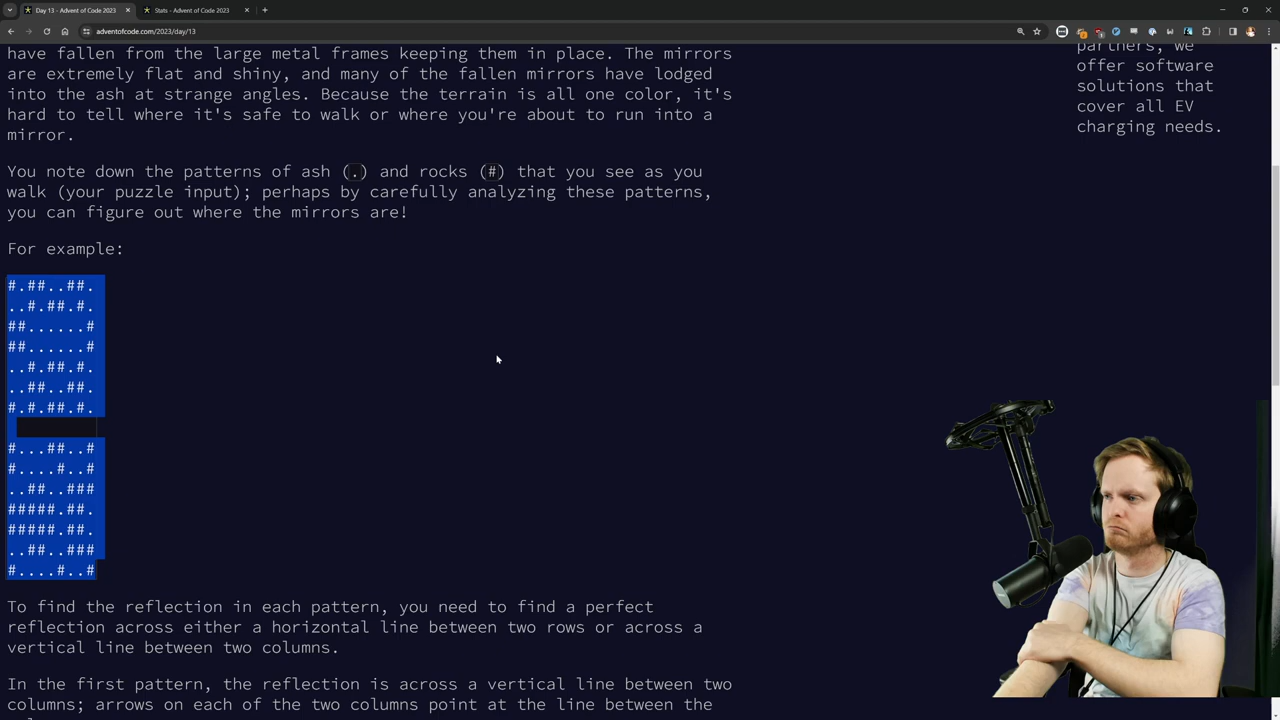 Day 13 - Advent of Code 2023
Stats - Advent of Code 2023
adventofcode.com/2023/day/13
have fallen from the large metal frames keeping them in place. The mirrors
are extremely flat and shiny, and many of the fallen mirrors have lodged
into the ash at strange angles. Because the terrain is all one color, it's
hard to tell where it's safe to walk or where you're about to run into a
mirror.
You note down the patterns of ash (.) and rocks (#) that you see as you
walk (your puzzle input); perhaps by carefully analyzing these patterns,
you can figure out where the mirrors are!
For example:
#.##..##.
..#.##.#.
##......#
##......#
..#.##.#.
..##..##.
#.#.##.#.
#...##..#
#....#..#
..##..###
#####.##.
#####.##.
..##..###
#....#..#
To find the reflection in each pattern, you need to find a perfect
reflection across either a horizontal line between two rows or across a
vertical line between two columns.
In the first pattern, the reflection is across a vertical line between two
columns; arrows on each of the two columns point at the line between the
partners, we
offer software
solutions that
cover all EV
charging needs.